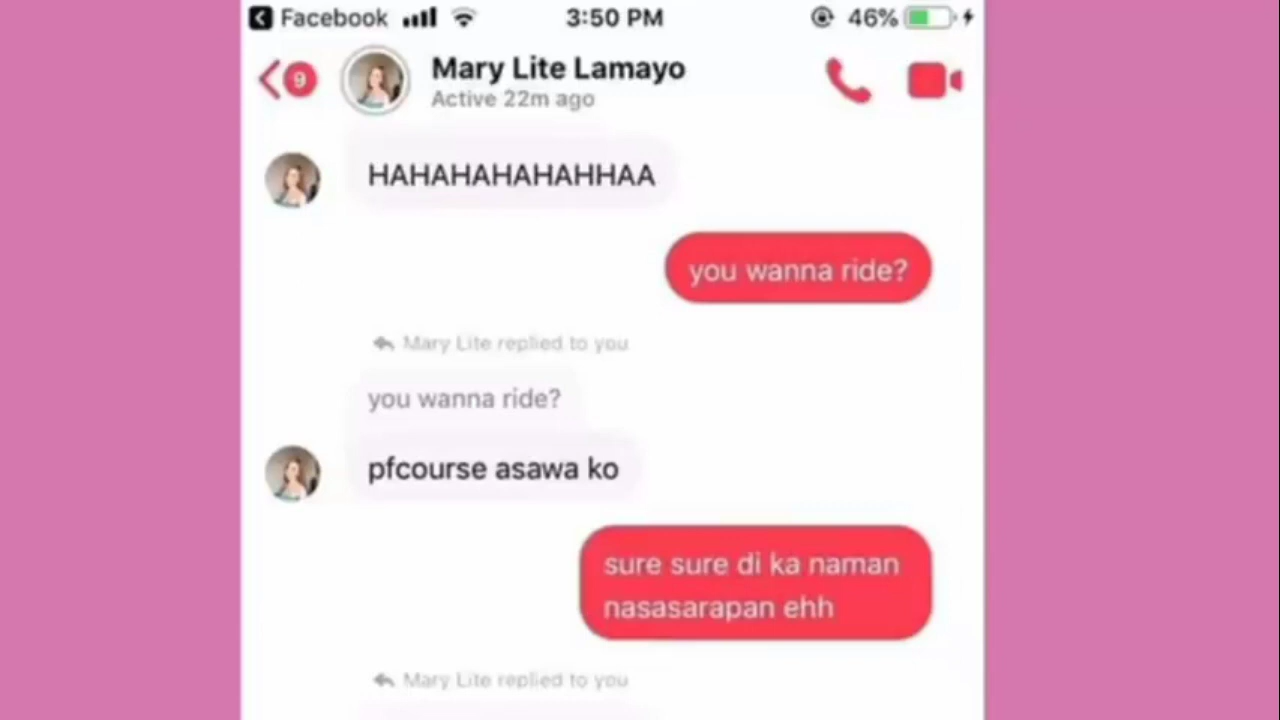 Facebook 3:50 PM 46%
9 Mary Lite Lamayo
Active 22m ago
HAHAHAHAHAHHAA
you wanna ride?
Mary Lite replied to you
you wanna ride?
pfcourse asawa ko
sure sure di ka naman
nasasarapan ehh
Mary Lite replied to you